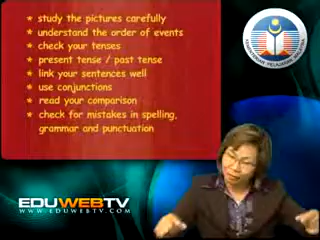 * study the pictures carefully
* understand the order of events
* check your tenses
* present tense / past tense
* link your sentences well
* use conjunctions
* read your comparison
* check for mistakes in spelling,
grammar and punctuation
EDUWEBTV
WWW.EDUWEBTV.COM